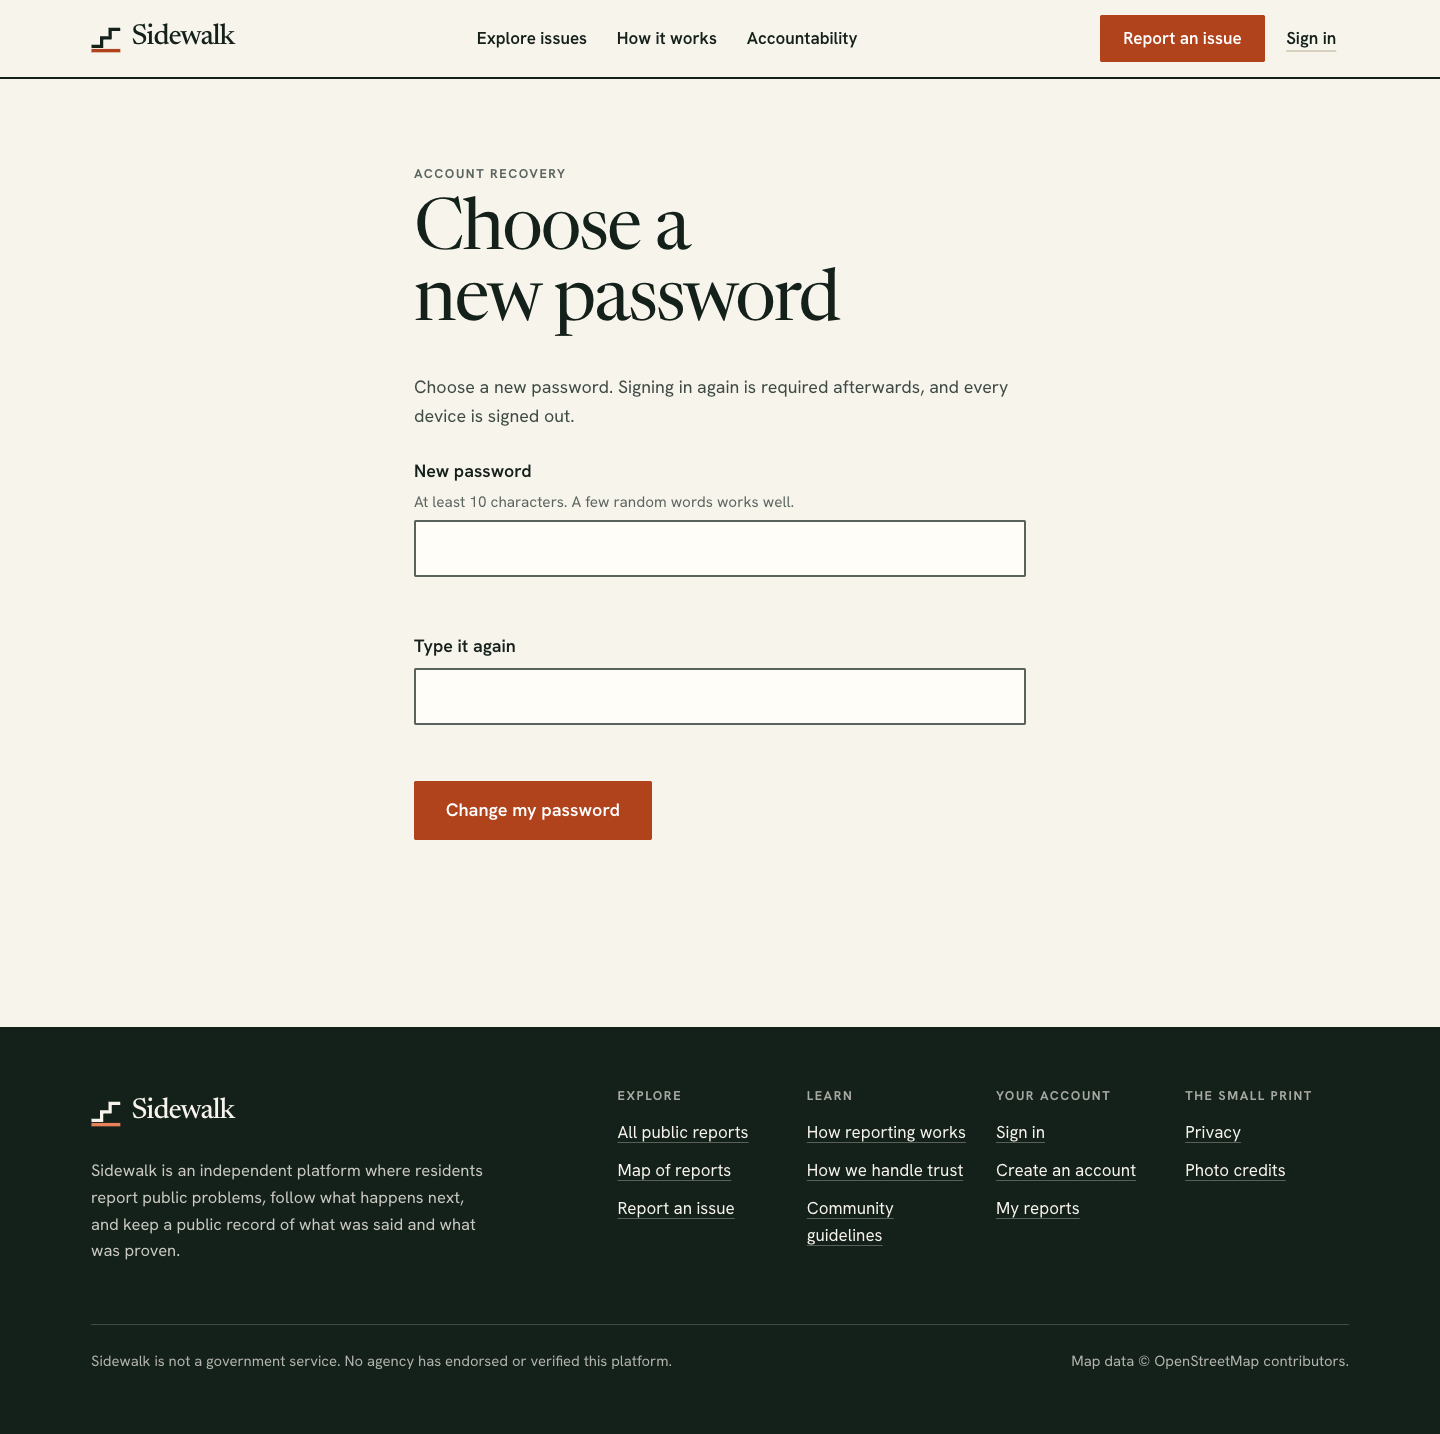 Sidewalk
Explore issues
How it works
Accountability
Report an issue
Sign in
ACCOUNT RECOVERY
Choose a
new password
Choose a new password. Signing in again is required afterwards, and every
device is signed out.
New password
At least 10 characters. A few random words works well.
Type it again
Change my password
Sidewalk
Sidewalk is an independent platform where residents
report public problems, follow what happens next,
and keep a public record of what was said and what
was proven.
EXPLORE
All public reports
Map of reports
Report an issue
LEARN
How reporting works
How we handle trust
Community
guidelines
YOUR ACCOUNT
Sign in
Create an account
My reports
THE SMALL PRINT
Privacy
Photo credits
Sidewalk is not a government service. No agency has endorsed or verified this platform.
Map data © OpenStreetMap contributors.